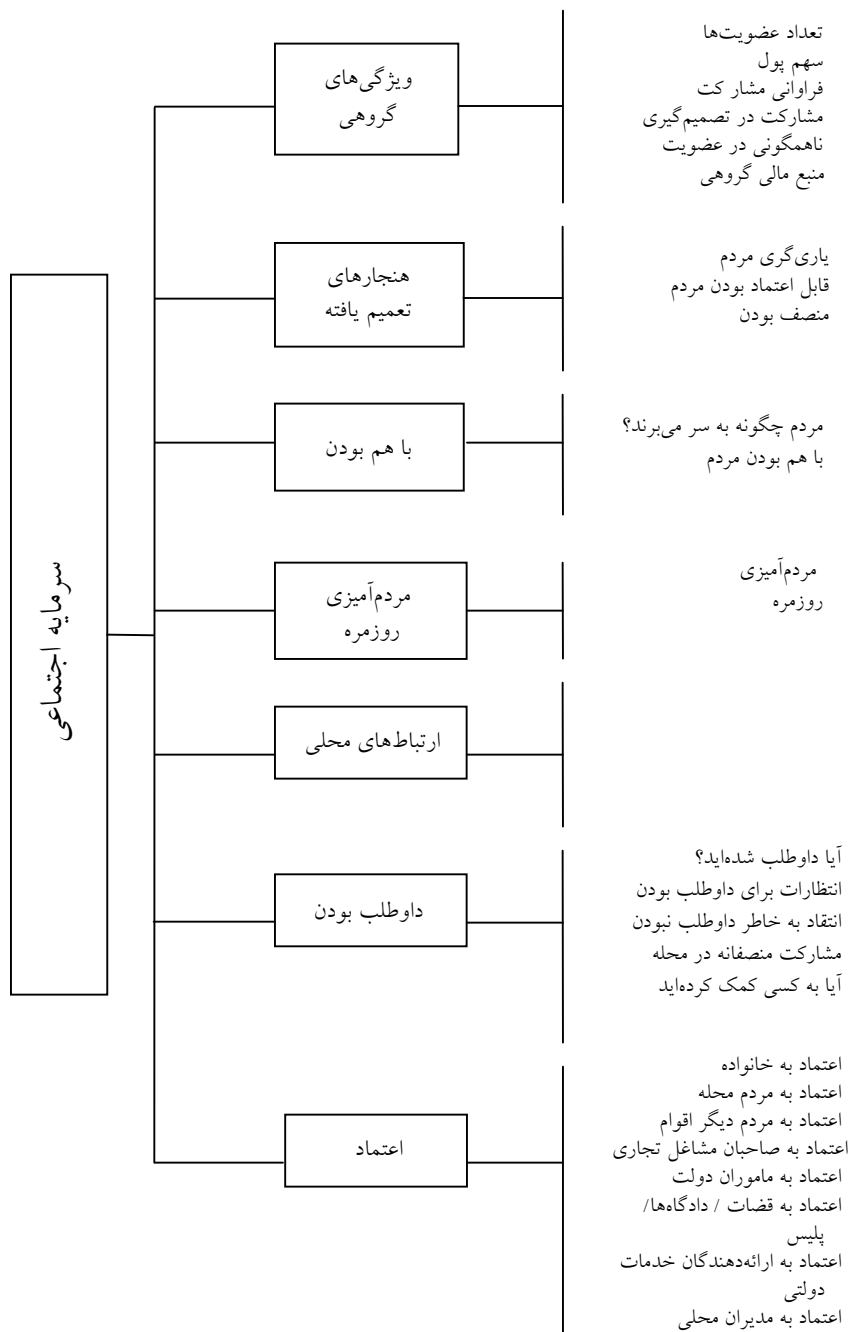 سرمایه اجتماعی
ویژگی‌های
گروهی
تعداد عضویت‌ها
سهم پول
فراوانی مشار کت
مشارکت در تصمیم‌گیری
ناهمگونی در عضویت
منبع مالی گروهی
هنجارهای
تعمیم یافته
یاری‌گری مردم
قابل اعتماد بودن مردم
منصف بودن
با هم بودن
مردم چگونه به سر می‌برند؟
با هم بودن مردم
مردم‌آمیزی
روزمره
مردم‌آمیزی
روزمره
ارتباط‌های محلی
داوطلب بودن
آیا داوطلب شده‌اید؟
انتظارات برای داوطلب بودن
انتقاد به خاطر داوطلب نبودن
مشارکت منصفانه در محله
آیا به کسی کمک کرده‌اید
اعتماد
اعتماد به خانواده
اعتماد به مردم محله
اعتماد به مردم دیگر اقوام
اعتماد به صاحبان مشاغل تجاری
اعتماد به ماموران دولت
اعتماد به قضات / دادگاه‌ها/
پلیس
اعتماد به ارائه‌دهندگان خدمات
دولتی
اعتماد به مدیران محلی